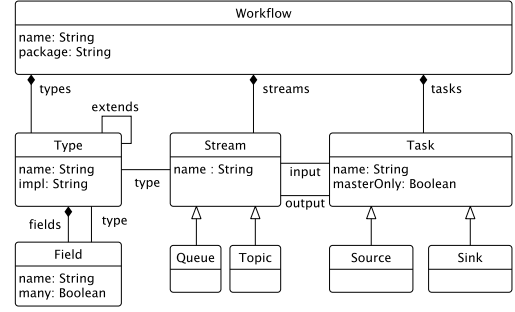 Workflow
name: String
package: String
types
streams
tasks
extends
Type
name: String
impl: String
type
Stream
name : String
input
output
Task
name: String
masterOnly: Boolean
fields
type
Field
name: String
many: Boolean
Queue
Topic
Source
Sink